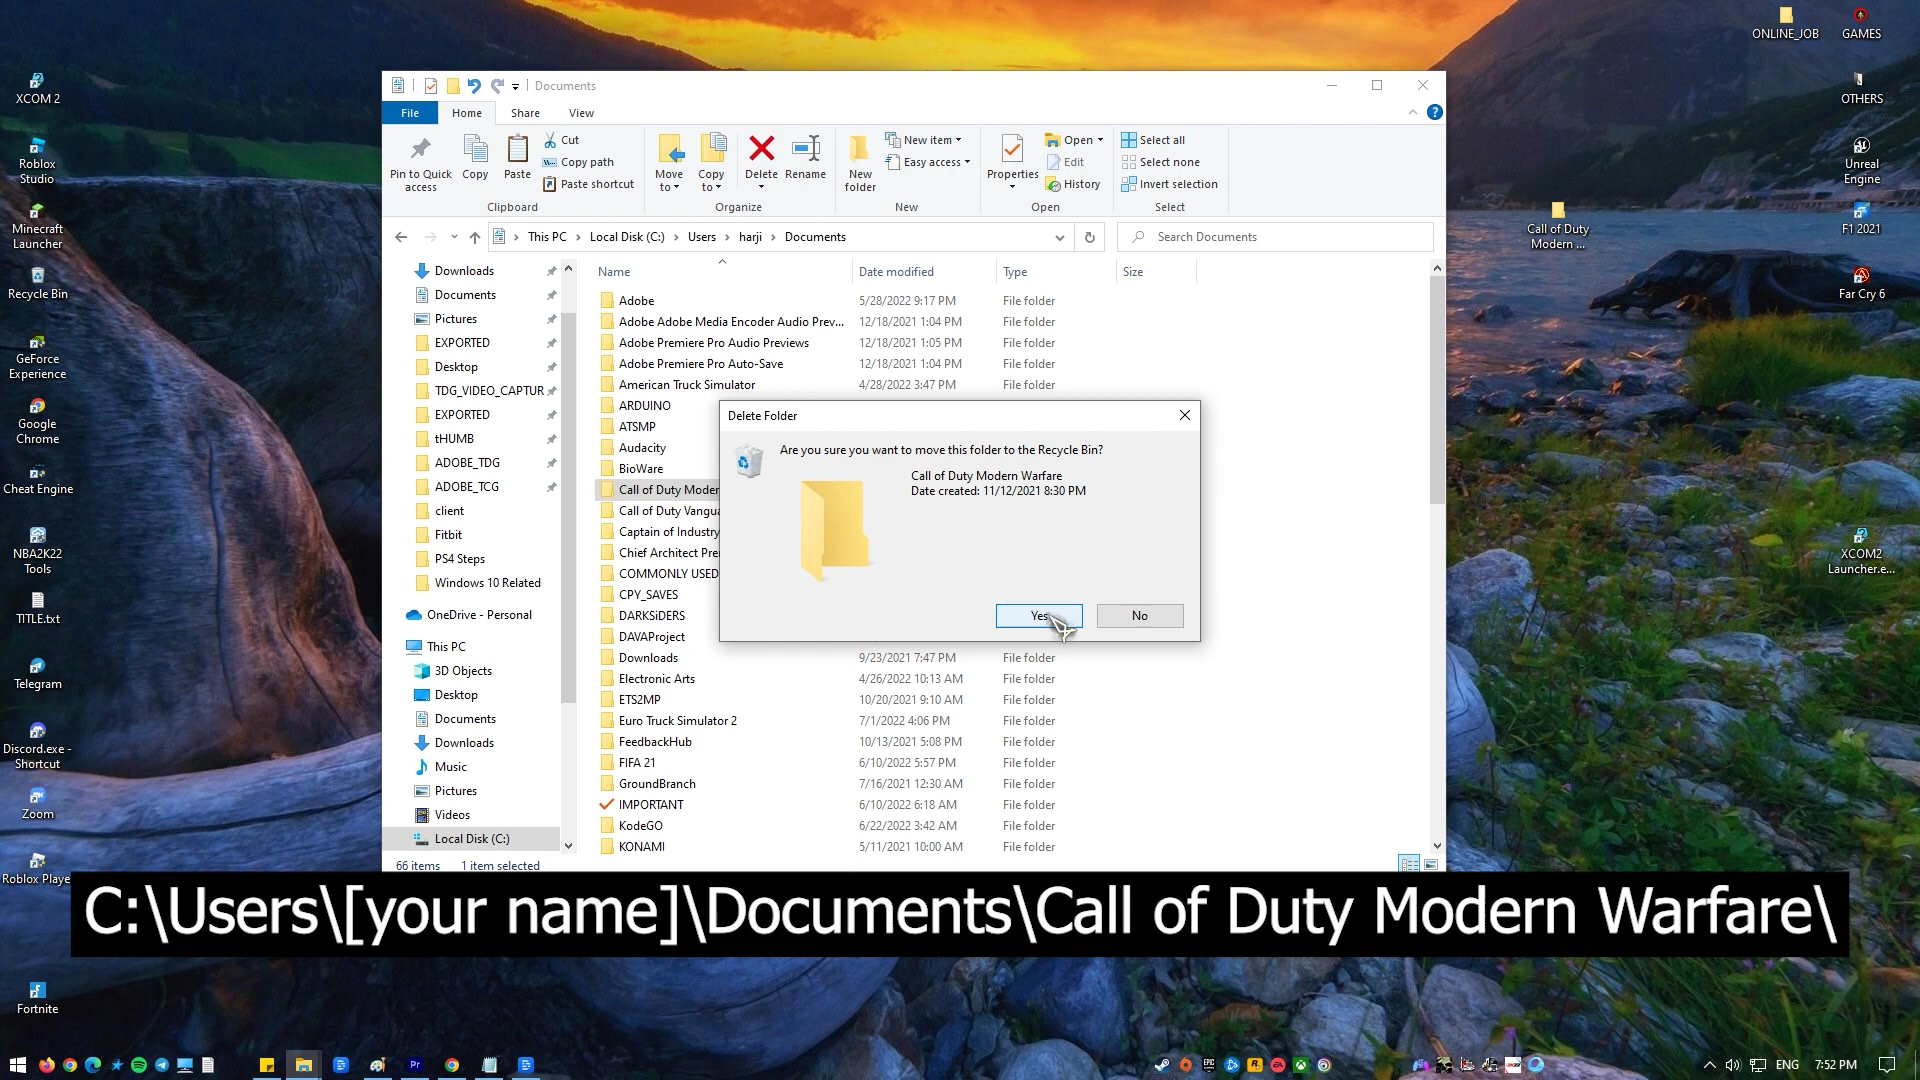 XCOM 2
Roblox
Studio
Minecraft
Launcher
Recycle Bin
GeForce
Experience
Google
Chrome
Cheat Engine
NBA2K22
Tools
TITLE.txt
Telegram
Discord.exe -
Shortcut
Zoom
Roblox Playe
Fortnite
Documents
File
Home
Share
View
Pin to Quick
access
Copy
Paste
Cut
Copy path
Paste shortcut
Clipboard
Move
to
Copy
to
Delete
Rename
Organize
New
folder
New item
Easy access
New
Properties
Open
Edit
History
Open
Select all
Select none
Invert selection
Select
This PC > Local Disk (C:) > Users > harji > Documents
Search Documents
Downloads
Documents
Pictures
EXPORTED
Desktop
TDG_VIDEO_CAPTUR
EXPORTED
tHUMB
ADOBE_TDG
ADOBE_TCG
client
Fitbit
PS4 Steps
Windows 10 Related
OneDrive - Personal
This PC
3D Objects
Desktop
Documents
Downloads
Music
Pictures
Videos
Local Disk (C:)
Name Date modified Type Size
Adobe 5/28/2022 9:17 PM File folder
Adobe Adobe Media Encoder Audio Prev... 12/18/2021 1:04 PM File folder
Adobe Premiere Pro Audio Previews 12/18/2021 1:05 PM File folder
Adobe Premiere Pro Auto-Save 12/18/2021 1:04 PM File folder
American Truck Simulator 4/28/2022 3:47 PM File folder
ARDUINO
ATSMP
Audacity
BioWare
Call of Duty Moder
Call of Duty Vangua
Captain of Industry
Chief Architect Pre
COMMONLY USED
CPY_SAVES
DARKSiDERS
DAVAProject
Downloads 9/23/2021 7:47 PM File folder
Electronic Arts 4/26/2022 10:13 AM File folder
ETS2MP 10/20/2021 9:10 AM File folder
Euro Truck Simulator 2 7/1/2022 4:06 PM File folder
FeedbackHub 10/13/2021 5:08 PM File folder
FIFA 21 6/10/2022 5:57 PM File folder
GroundBranch 7/16/2021 12:30 AM File folder
IMPORTANT 6/10/2022 6:18 AM File folder
KodeGO 6/22/2022 3:42 AM File folder
KONAMI 5/11/2021 10:00 AM File folder
66 items 1 item selected
Delete Folder
Are you sure you want to move this folder to the Recycle Bin?
Call of Duty Modern Warfare
Date created: 11/12/2021 8:30 PM
Yes
No
ONLINE_JOB
GAMES
OTHERS
Unreal
Engine
Call of Duty
Modern ...
F1 2021
Far Cry 6
XCOM2
Launcher.e...
C:\Users\[your name]\Documents\Call of Duty Modern Warfare\
Pr
EPIC
EA
ENG
7:52 PM